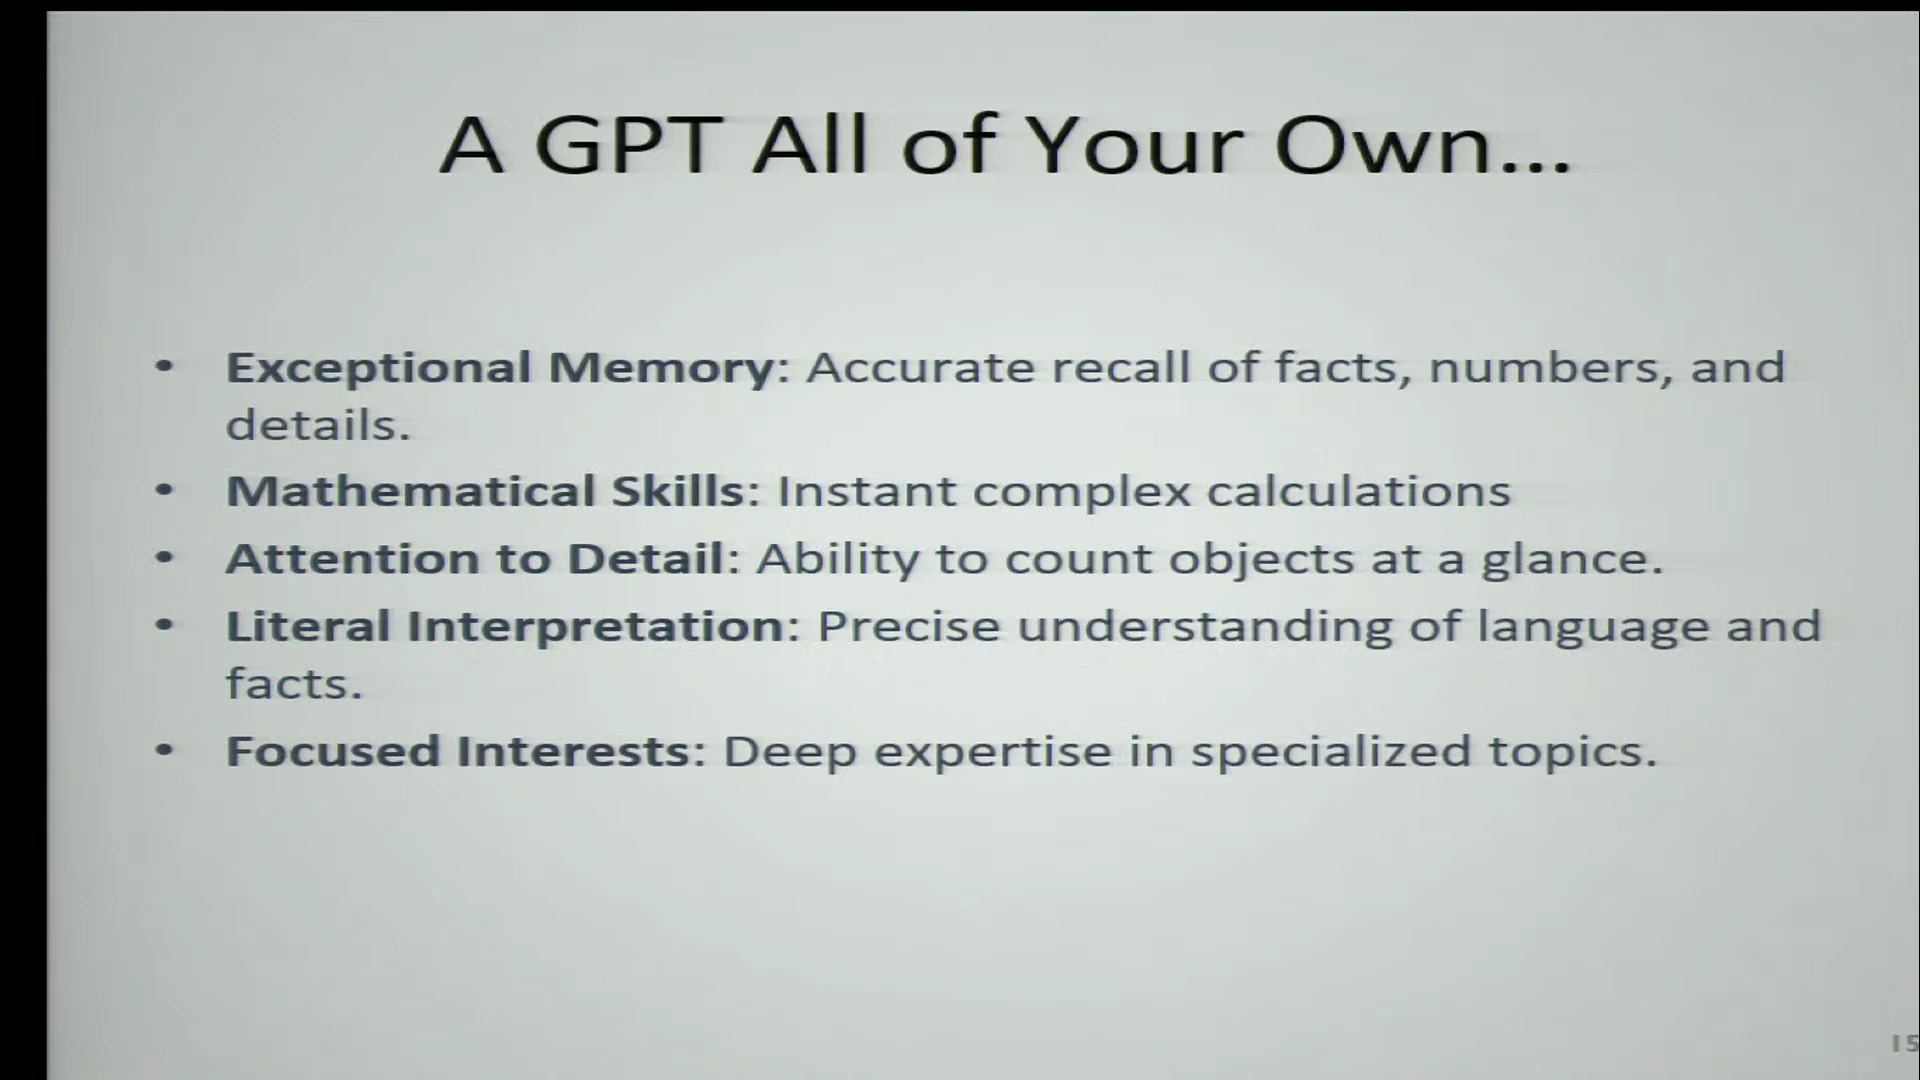 A GPT All of Your Own...
• Exceptional Memory: Accurate recall of facts, numbers, and
details.
• Mathematical Skills: Instant complex calculations
• Attention to Detail: Ability to count objects at a glance.
• Literal Interpretation: Precise understanding of language and
facts.
• Focused Interests: Deep expertise in specialized topics.
15